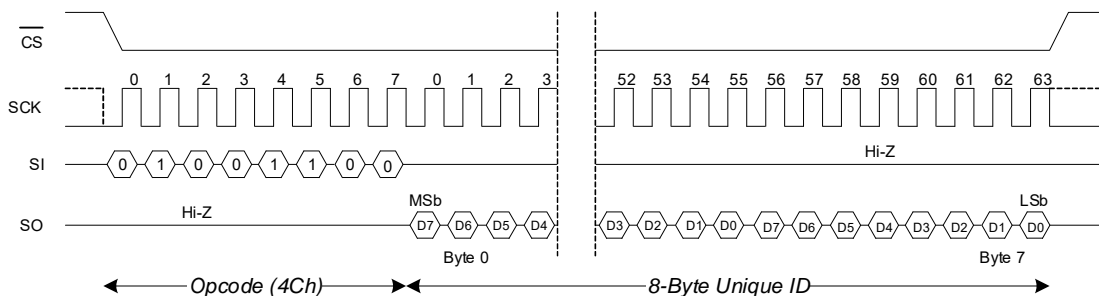 CS
0 1 2 3 4 5 6 7 0 1 2 3 52 53 54 55 56 57 58 59 60 61 62 63
SCK
Hi-Z
SI 0 1 0 0 1 1 0 0
MSb LSb
Hi-Z
SO D7 D6 D5 D4 D3 D2 D1 D0 D7 D6 D5 D4 D3 D2 D1 D0
Byte 0 Byte 7
Opcode (4Ch) 8-Byte Unique ID